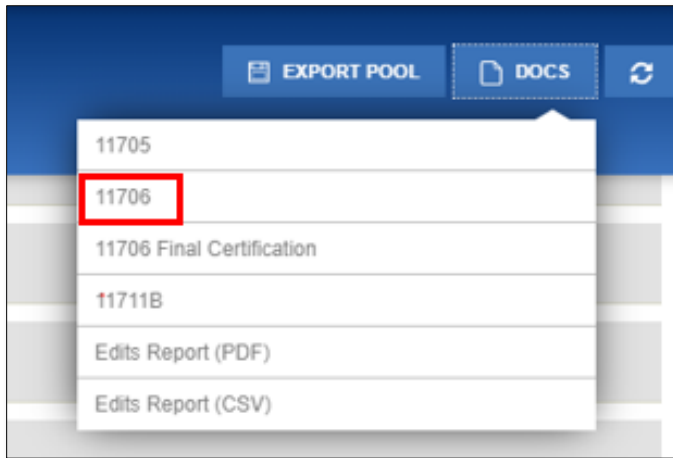 EXPORT POOL
DOCS
11705
11706
11706 Final Certification
11711B
Edits Report (PDF)
Edits Report (CSV)